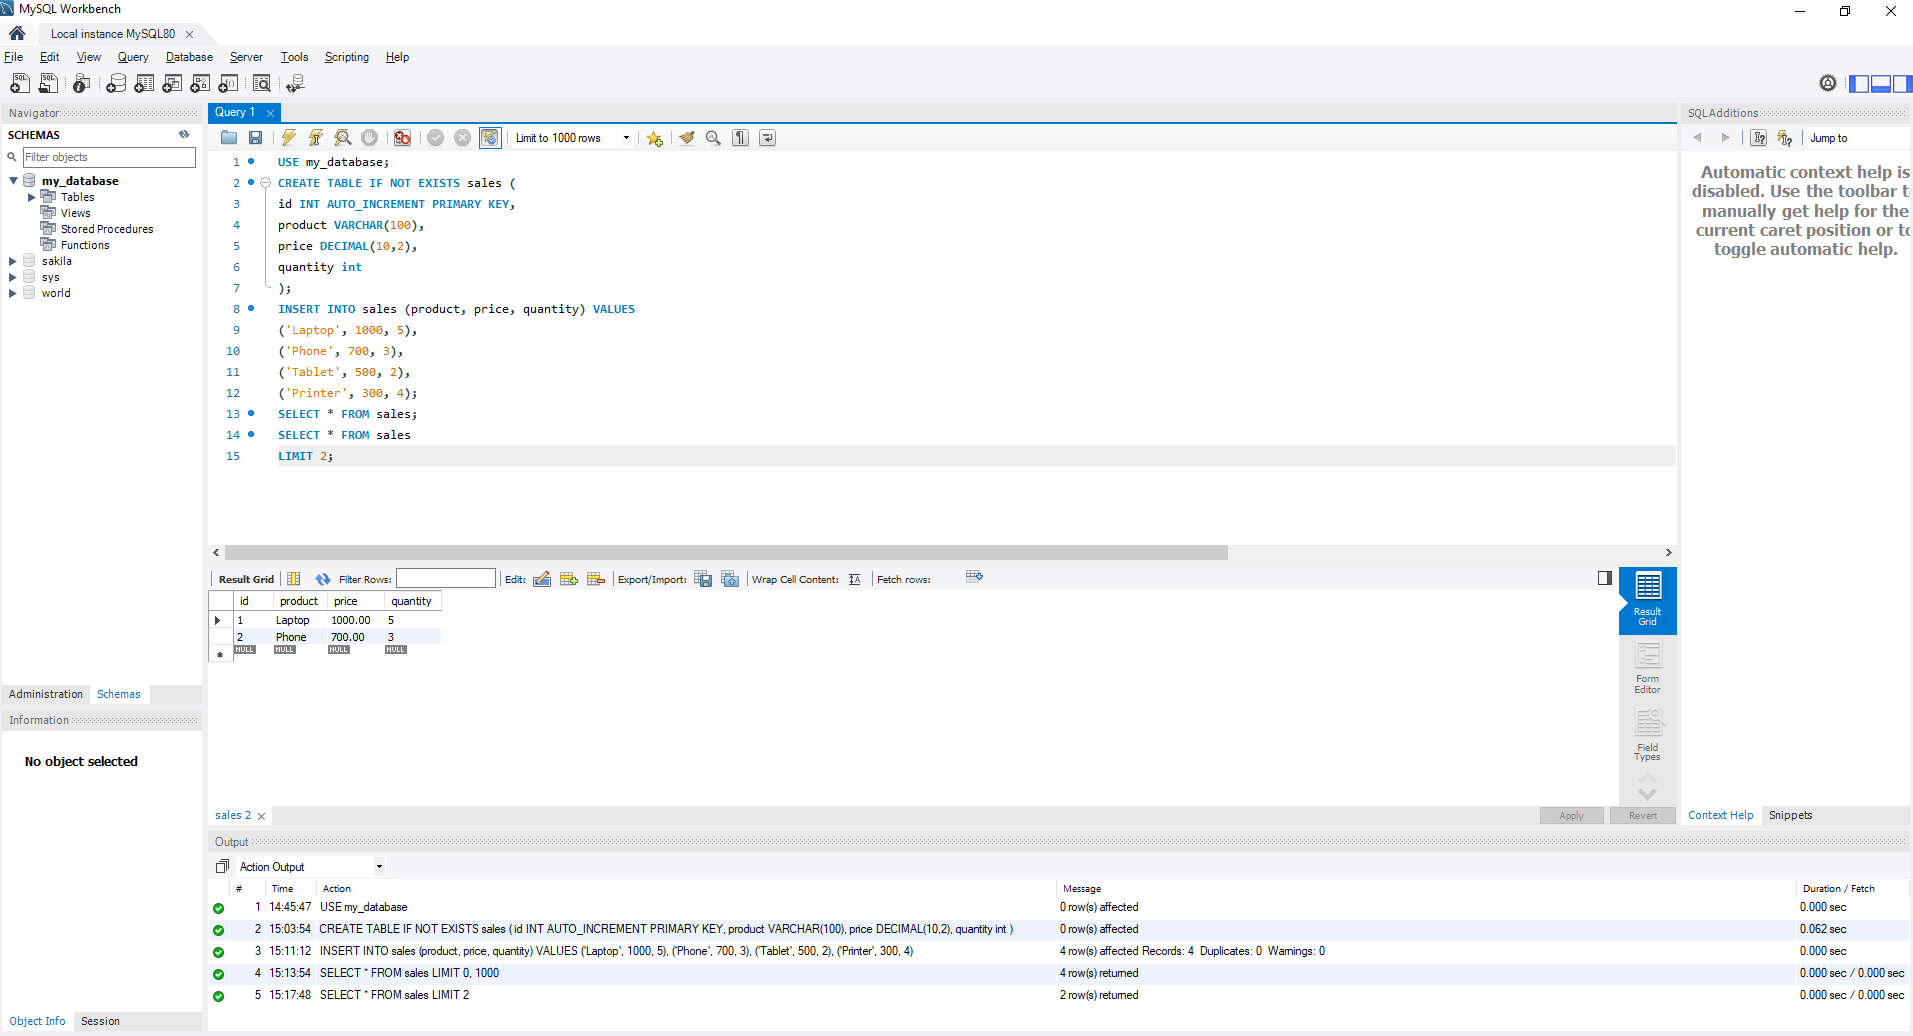 MySQL Workbench
Local instance MySQL80
File Edit View Query Database Server Tools Scripting Help
Navigator
SCHEMAS
Filter objects
my_database
Tables
Views
Stored Procedures
Functions
sakila
sys
world
Administration Schemas
Information
No object selected
Object Info Session
Query 1
Limit to 1000 rows
1 USE my_database;
2 CREATE TABLE IF NOT EXISTS sales (
3 id INT AUTO_INCREMENT PRIMARY KEY,
4 product VARCHAR(100),
5 price DECIMAL(10,2),
6 quantity int
7 );
8 INSERT INTO sales (product, price, quantity) VALUES
9 ('Laptop', 1000, 5),
10 ('Phone', 700, 3),
11 ('Tablet', 500, 2),
12 ('Printer', 300, 4);
13 SELECT * FROM sales;
14 SELECT * FROM sales
15 LIMIT 2;
Result Grid Filter Rows: Edit: Export/Import: Wrap Cell Content: Fetch rows:
id product price quantity
1 Laptop 1000.00 5
2 Phone 700.00 3
NULL NULL NULL NULL
Result
Grid
Form
Editor
Field
Types
sales 2
Apply Revert
SQLAdditions
Jump to
Automatic context help is
disabled. Use the toolbar t
manually get help for the
current caret position or to
toggle automatic help.
Context Help Snippets
Output
Action Output
# Time Action Message Duration / Fetch
1 14:45:47 USE my_database 0 row(s) affected 0.000 sec
2 15:03:54 CREATE TABLE IF NOT EXISTS sales ( id INT AUTO_INCREMENT PRIMARY KEY, product VARCHAR(100), price DECIMAL(10,2), quantity int ) 0 row(s) affected 0.062 sec
3 15:11:12 INSERT INTO sales (product, price, quantity) VALUES ('Laptop', 1000, 5), ('Phone', 700, 3), ('Tablet', 500, 2), ('Printer', 300, 4) 4 row(s) affected Records: 4 Duplicates: 0 Warnings: 0 0.000 sec
4 15:13:54 SELECT * FROM sales LIMIT 0, 1000 4 row(s) returned 0.000 sec / 0.000 sec
5 15:17:48 SELECT * FROM sales LIMIT 2 2 row(s) returned 0.000 sec / 0.000 sec